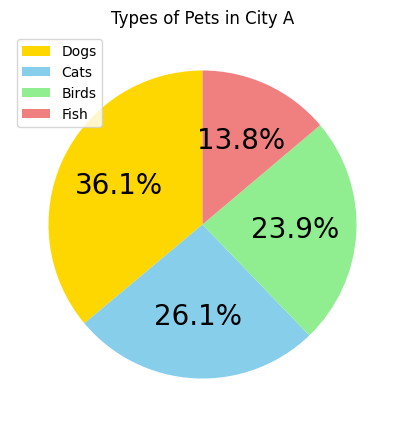 Types of Pets in City A
Dogs
Cats
Birds
Fish
13.8%
36.1%
23.9%
26.1%